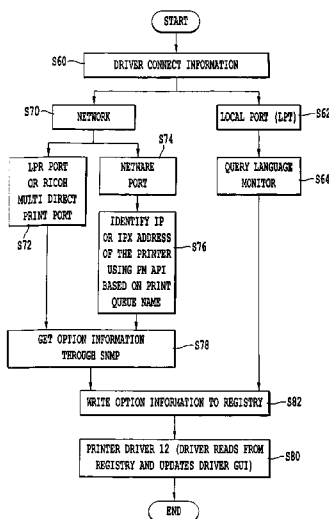 START
S60
DRIVER CONNECT INFORMATION
S70
NETWORK
S62
LOCAL PORT (LPT)
S74
LPR PORT
OR RICOH
MULTI DIRECT
PRINT PORT
S72
NETWARE
PORT
QUERY LANGUAGE
MONITOR
S64
IDENTIFY IP
OR IPX ADDRESS
OF THE PRINTER
USING PM API
BASED ON PRINT
QUEUE NAME
S76
GET OPTION INFORMATION
THROUGH SNMP
S78
WRITE OPTION INFORMATION TO REGISTRY
S82
PRINTER DRIVER 12 (DRIVER READS FROM
REGISTRY AND UPDATES DRIVER GUI)
S80
END